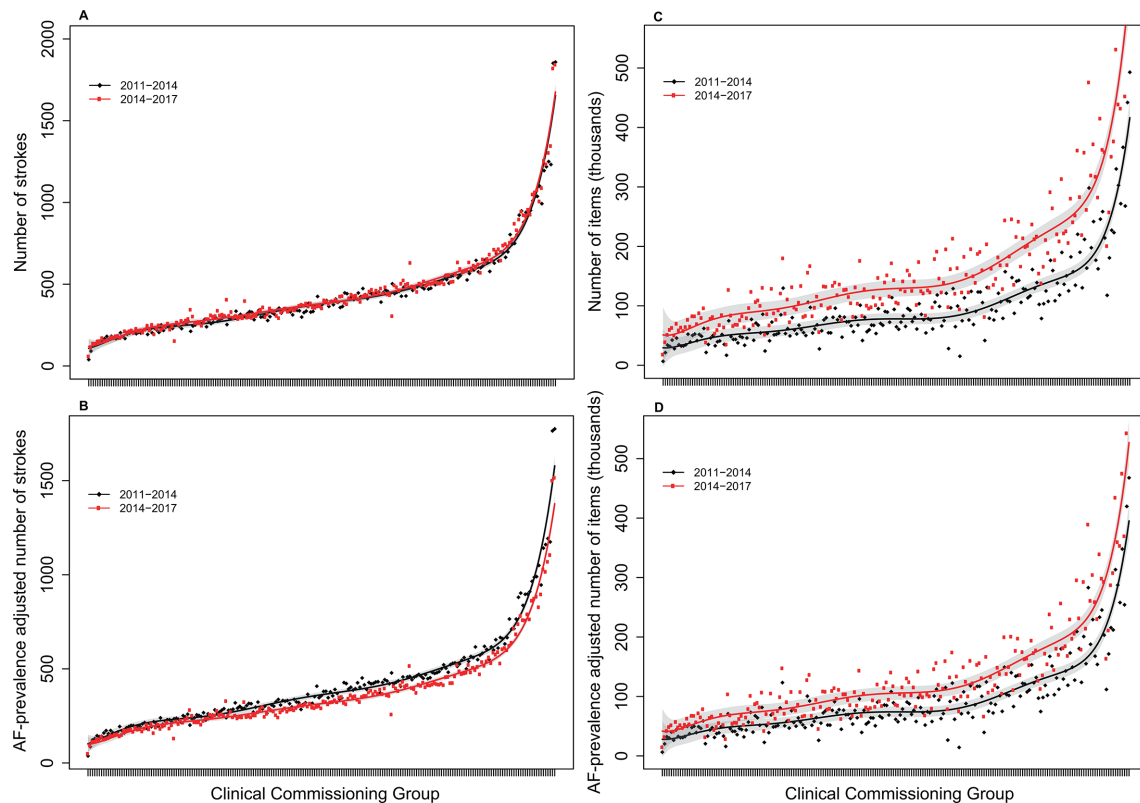 A
Number of strokes
2000
1500
1000
500
0
2011−2014
2014−2017
B
AF-prevalence adjusted number of strokes
1500
1000
500
0
2011−2014
2014−2017
Clinical Commissioning Group
C
Number of items (thousands)
500
400
300
200
100
0
2011−2014
2014−2017
D
AF-prevalence adjusted number of items (thousands)
500
400
300
200
100
0
2011−2014
2014−2017
Clinical Commissioning Group